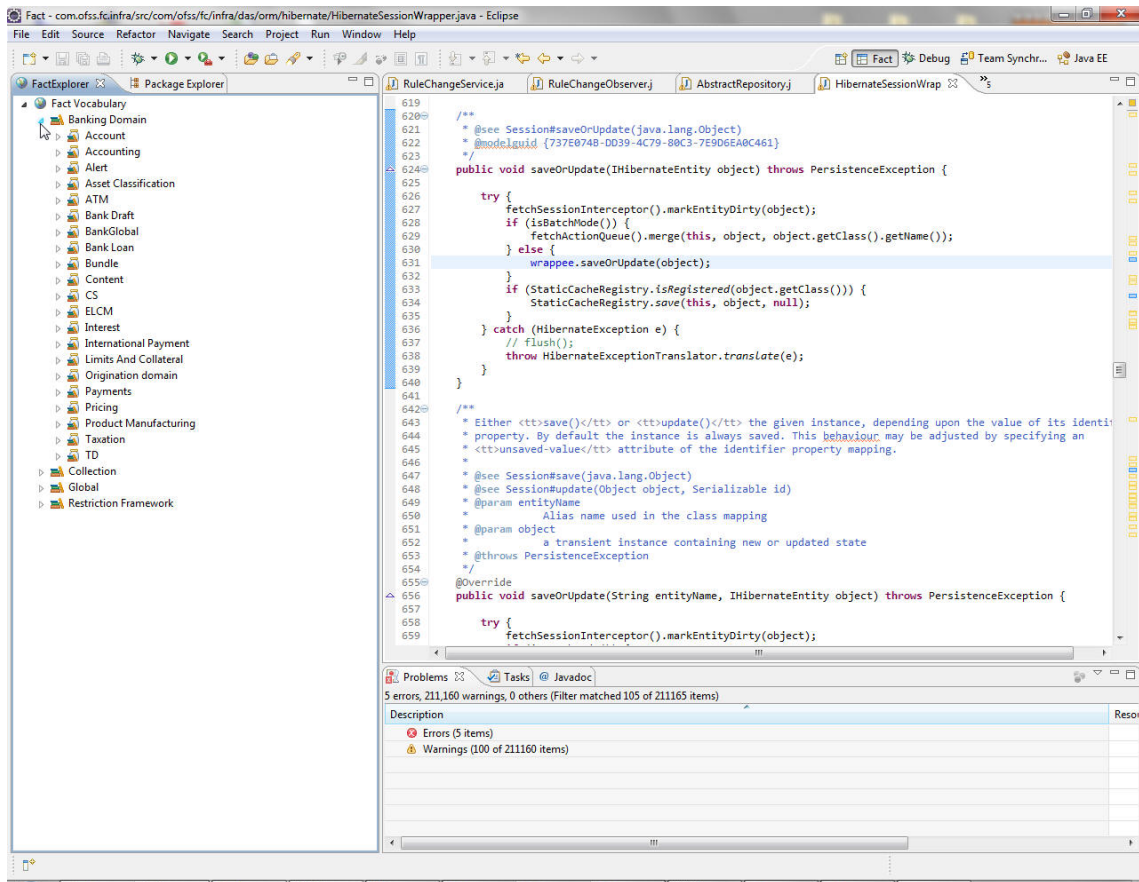 Fact - com.ofss.fc.infra/src/com/ofss/fc/infra/das/orm/hibernate/HibernateSessionWrapper.java - Eclipse
File Edit Source Refactor Navigate Search Project Run Window Help
Fact Debug Team Synchr... Java EE
FactExplorer Package Explorer
Fact Vocabulary
Banking Domain
Account
Accounting
Alert
Asset Classification
ATM
Bank Draft
BankGlobal
Bank Loan
Bundle
Content
CS
ELCM
Interest
International Payment
Limits And Collateral
Origination domain
Payments
Pricing
Product Manufacturing
Taxation
TD
Collection
Global
Restriction Framework
RuleChangeService.ja RuleChangeObserver.j AbstractRepository.j HibernateSessionWrap »5
619
620 /**
621 * @see Session#saveOrUpdate(java.lang.Object)
622 * @modelguid {737E074B-DD39-4C79-80C3-7E9D6EA0C461}
623 */
624 public void saveOrUpdate(IHibernateEntity object) throws PersistenceException {
625
626 try {
627 fetchSessionInterceptor().markEntityDirty(object);
628 if (isBatchMode()) {
629 fetchActionQueue().merge(this, object, object.getClass().getName());
630 } else {
631 wrappee.saveOrUpdate(object);
632 }
633 if (StaticCacheRegistry.isRegistered(object.getClass())) {
634 StaticCacheRegistry.save(this, object, null);
635 }
636 } catch (HibernateException e) {
637 // flush();
638 throw HibernateExceptionTranslator.translate(e);
639 }
640 }
641
642 /**
643 * Either <tt>save()</tt> or <tt>update()</tt> the given instance, depending upon the value of its identi
644 * property. By default the instance is always saved. This behaviour may be adjusted by specifying an
645 * <tt>unsaved-value</tt> attribute of the identifier property mapping.
646 *
647 * @see Session#save(java.lang.Object)
648 * @see Session#update(Object object, Serializable id)
649 * @param entityName
650 * Alias name used in the class mapping
651 * @param object
652 * a transient instance containing new or updated state
653 * @throws PersistenceException
654 */
655 @Override
656 public void saveOrUpdate(String entityName, IHibernateEntity object) throws PersistenceException {
657
658 try {
659 fetchSessionInterceptor().markEntityDirty(object);
Problems Tasks @ Javadoc
5 errors, 211,160 warnings, 0 others (Filter matched 105 of 211165 items)
Description Resou
Errors (5 items)
Warnings (100 of 211160 items)